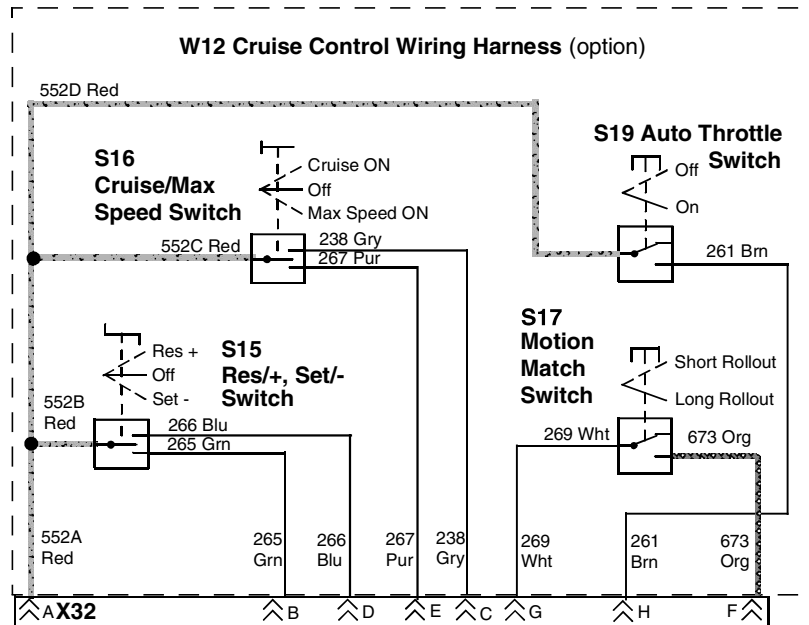 W12 Cruise Control Wiring Harness (option)
552D Red
S16
Cruise/Max
Speed Switch
Cruise ON
Off
Max Speed ON
S19 Auto Throttle
Switch
Off
On
552C Red
238 Gry
267 Pur
261 Brn
S15
Res/+, Set/-
Switch
Res +
Off
Set -
S17
Motion
Match
Switch
Short Rollout
Long Rollout
552B
Red
266 Blu
265 Grn
269 Wht
673 Org
552A
Red
265
Grn
266
Blu
267
Pur
238
Gry
269
Wht
261
Brn
673
Org
A X32 B D E C G H F